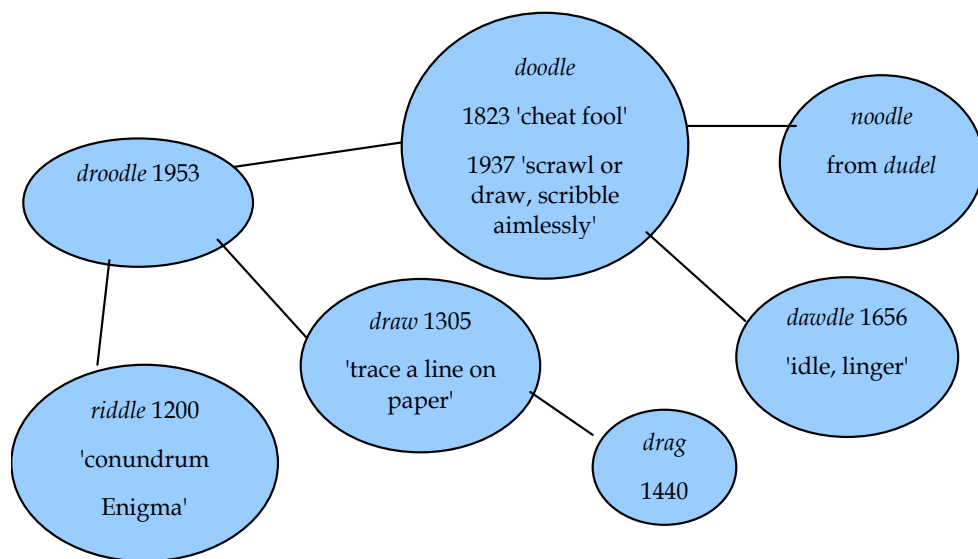 doodle
1823 'cheat fool'
1937 'scrawl or
draw, scribble
aimlessly'
noodle
from dudel
droodle 1953
draw 1305
'trace a line on
paper'
dawdle 1656
'idle, linger'
riddle 1200
'conundrum
Enigma'
drag
1440